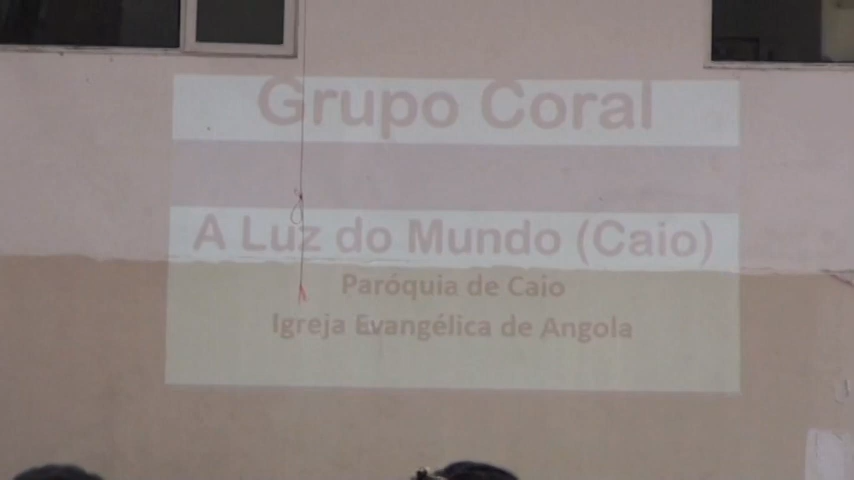 Grupo Coral
A Luz do Mundo (Caio)
Paróquia de Caio
Igreja Evangélica de Angola